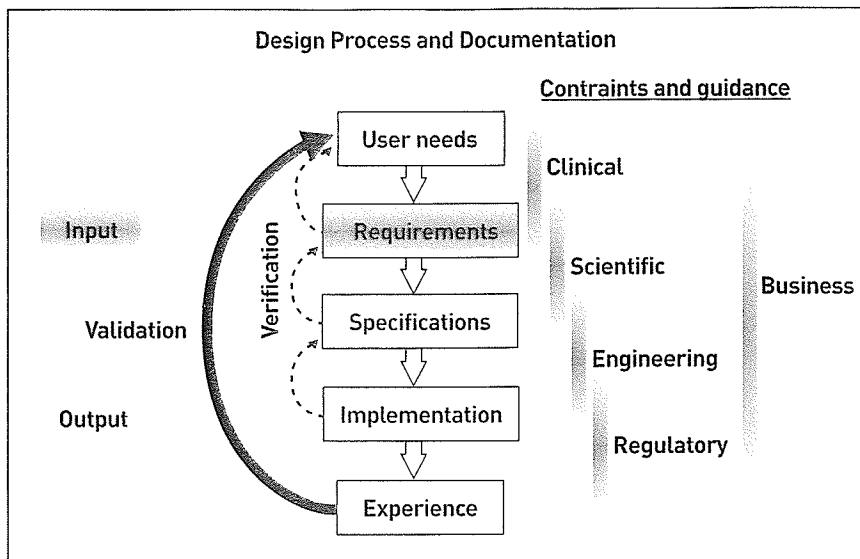 Design Process and Documentation
Contraints and guidance
User needs
Clinical
Input
Requirements
Verification
Scientific
Business
Validation
Specifications
Engineering
Output
Implementation
Regulatory
Experience